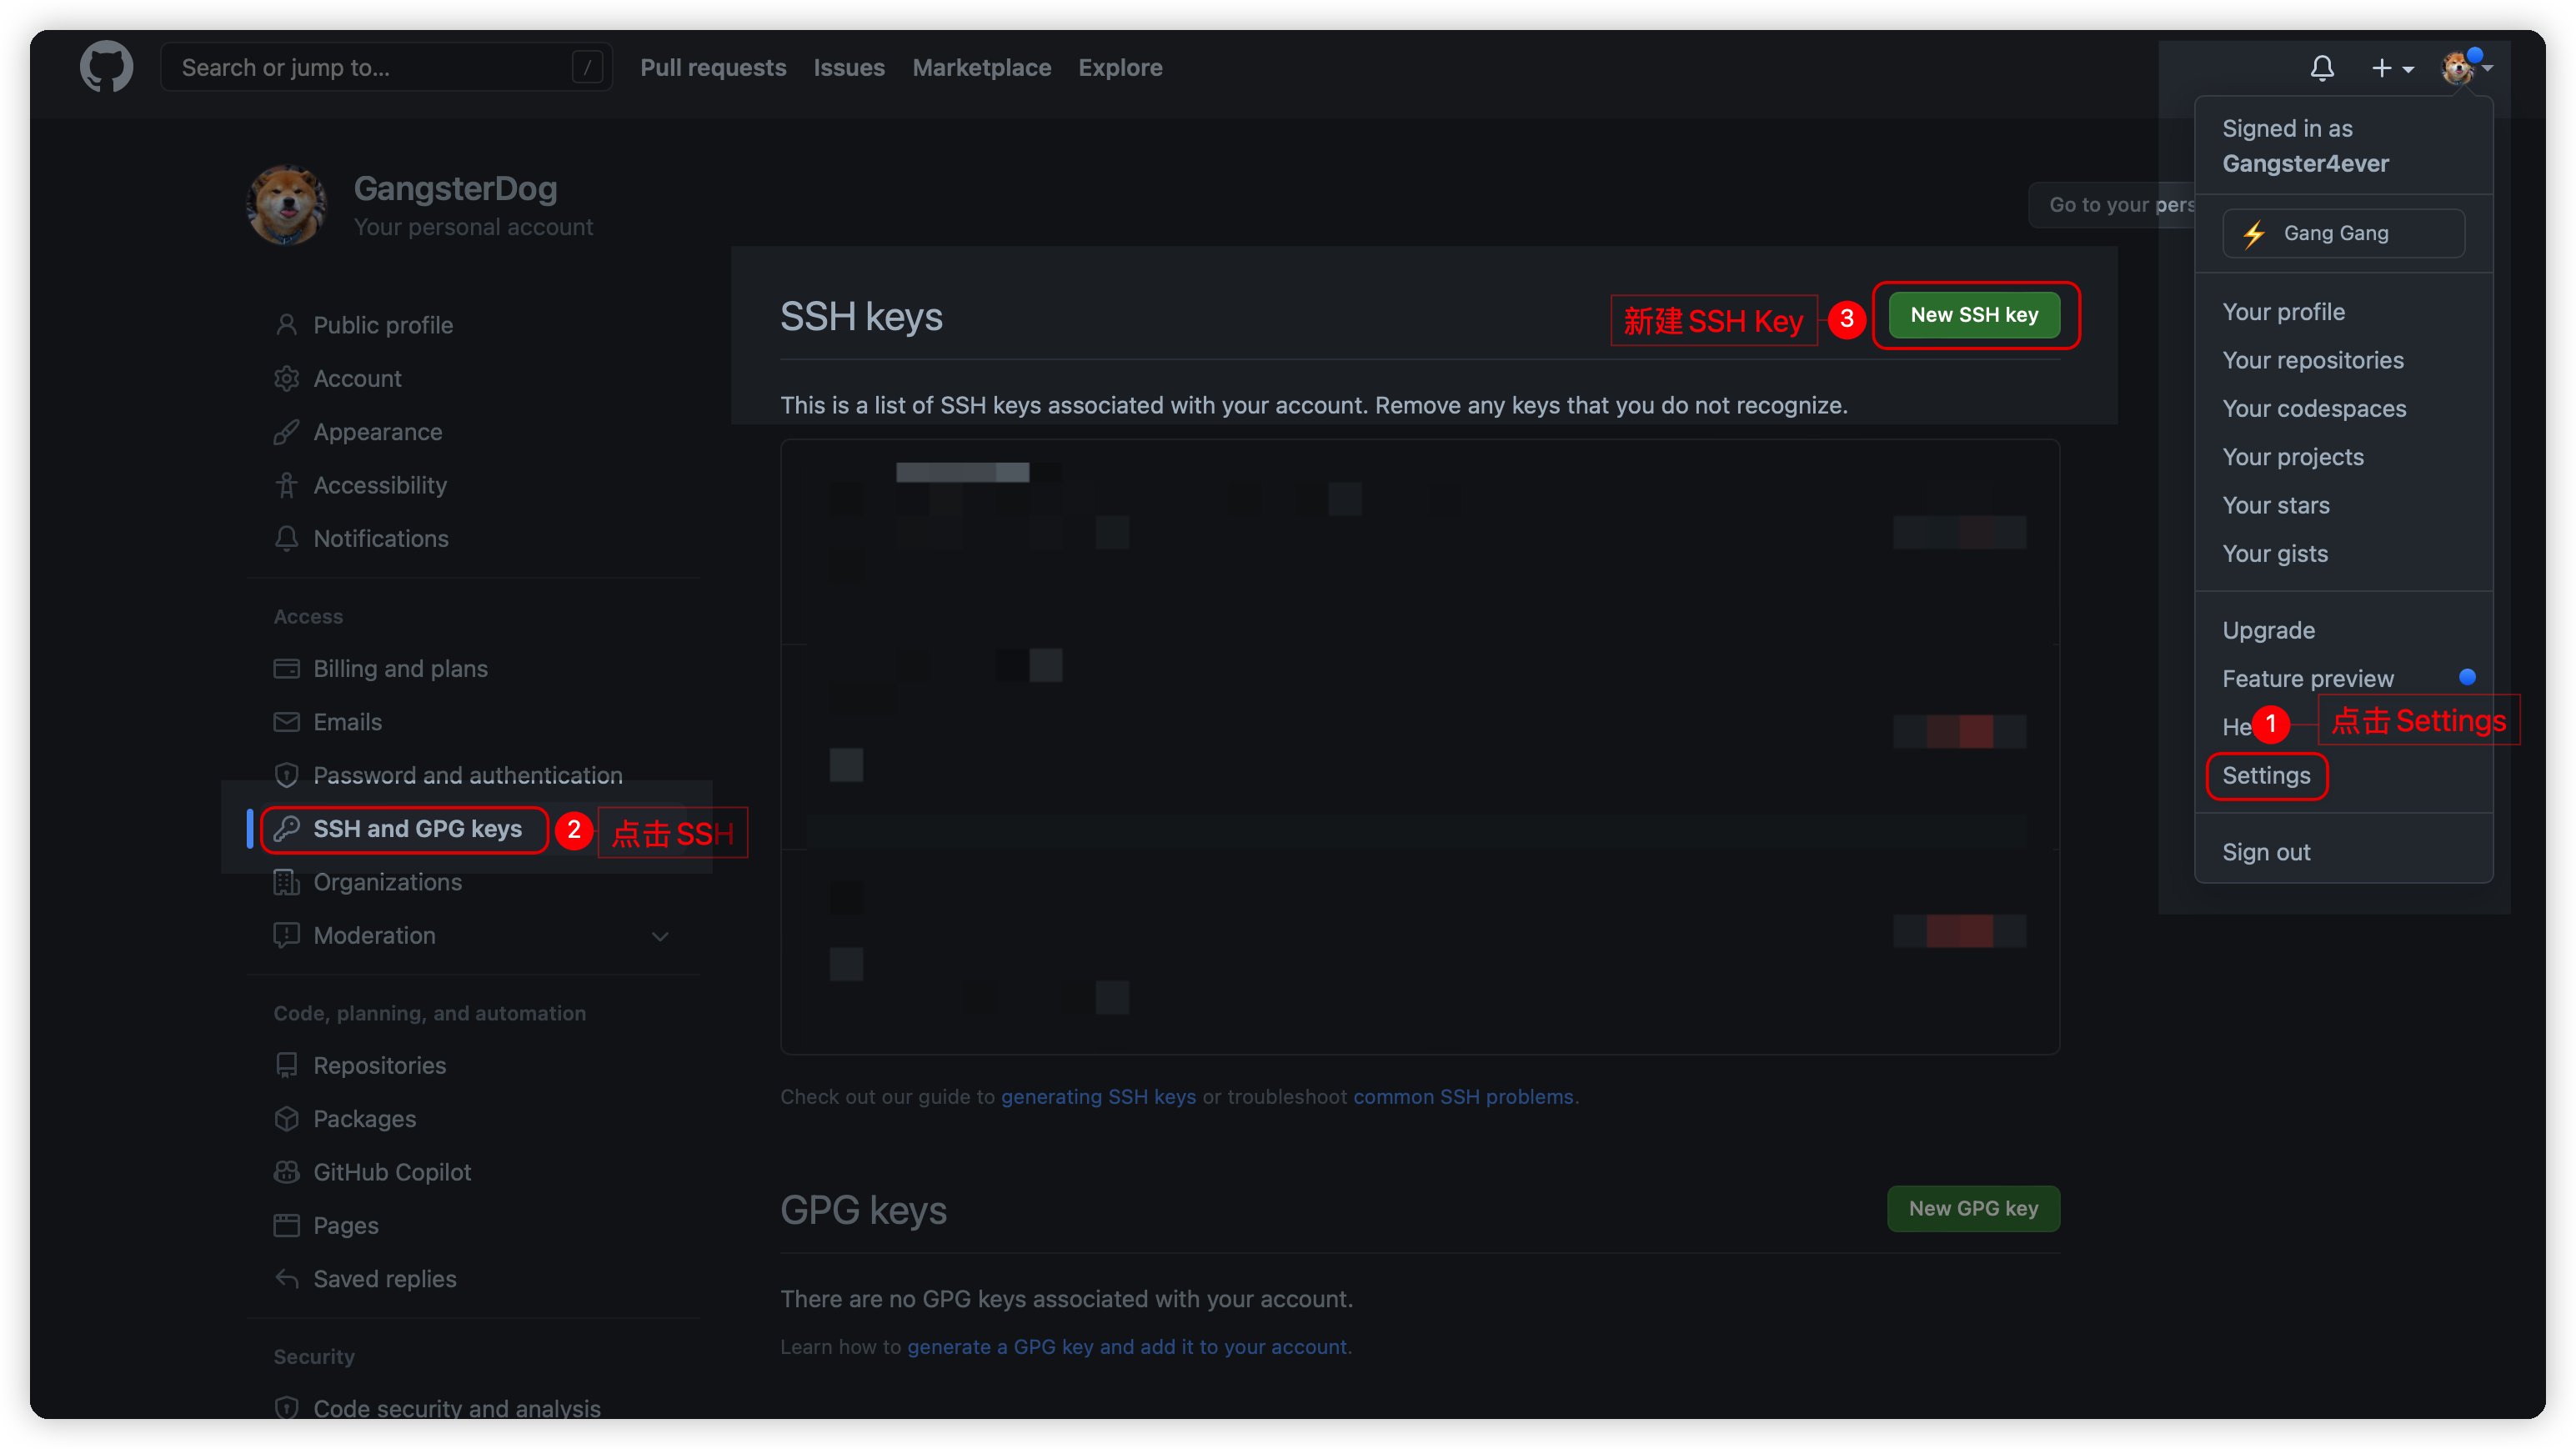 Search or jump to...
/
Pull requests
Issues
Marketplace
Explore
Signed in as
Gangster4ever
Gang Gang
Your profile
Your repositories
Your codespaces
Your projects
Your stars
Your gists
Upgrade
Feature preview
He
1
点击 Settings
Settings
Sign out
GangsterDog
Your personal account
Go to your pers
Public profile
Account
Appearance
Accessibility
Notifications
Access
Billing and plans
Emails
Password and authentication
SSH and GPG keys
2
点击 SSH
Organizations
Moderation
Code, planning, and automation
Repositories
Packages
GitHub Copilot
Pages
Saved replies
Security
Code security and analysis
SSH keys
新建 SSH Key
3
New SSH key
This is a list of SSH keys associated with your account. Remove any keys that you do not recognize.
Check out our guide to generating SSH keys or troubleshoot common SSH problems.
GPG keys
New GPG key
There are no GPG keys associated with your account.
Learn how to generate a GPG key and add it to your account.